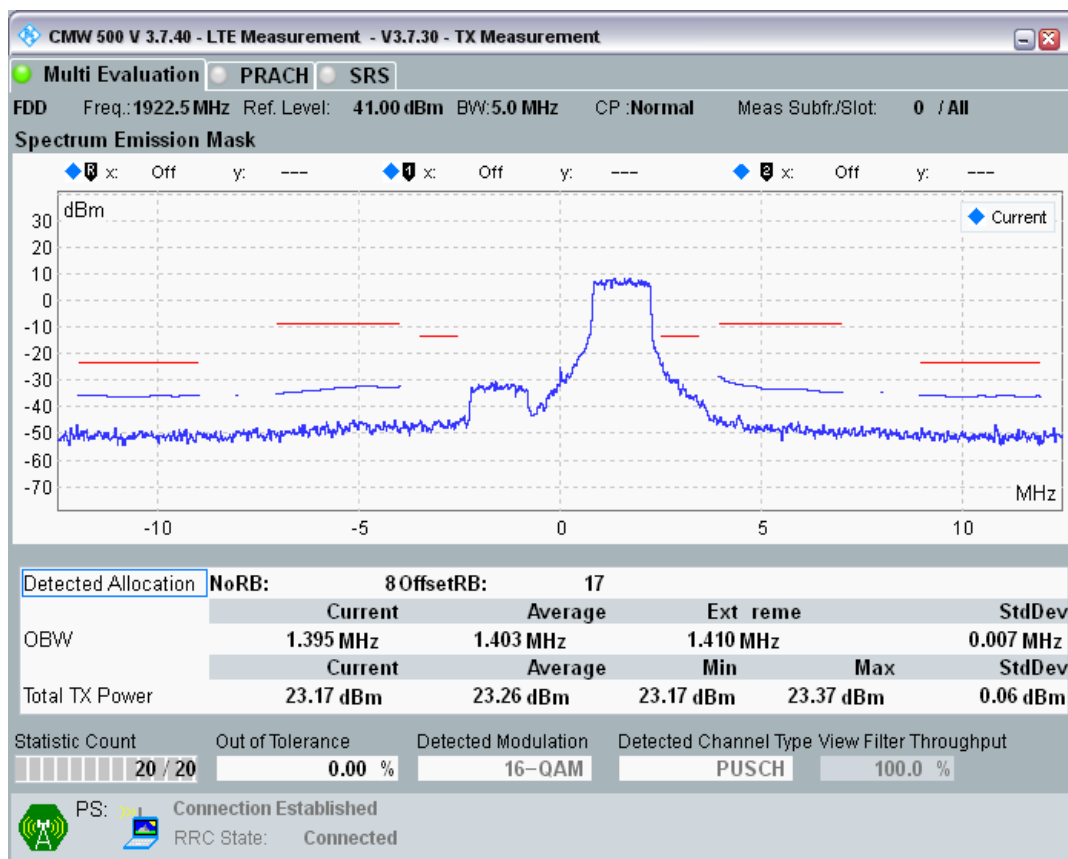 CMW 500 V 3.7.40 - LTE Measurement - V3.7.30 - TX Measurement
Multi Evaluation PRACH SRS
FDD Freq.: 1922.5 MHz Ref. Level: 41.00 dBm BW: 5.0 MHz CP : Normal Meas Subfr./Slot: 0 / All
Spectrum Emission Mask
R x: Off y: --- 1 x: Off y: --- 2 x: Off y: ---
dBm
Current
30
20
10
0
-10
-20
-30
-40
-50
-60
-70
MHz
-10 -5 0 5 10
Detected Allocation NoRB: 8 OffsetRB: 17
Current Average Ext reme StdDev
OBW 1.395 MHz 1.403 MHz 1.410 MHz 0.007 MHz
Current Average Min Max StdDev
Total TX Power 23.17 dBm 23.26 dBm 23.17 dBm 23.37 dBm 0.06 dBm
Statistic Count Out of Tolerance Detected Modulation Detected Channel Type View Filter Throughput
20 / 20 0.00 % 16-QAM PUSCH 100.0 %
PS: Connection Established
RRC State: Connected